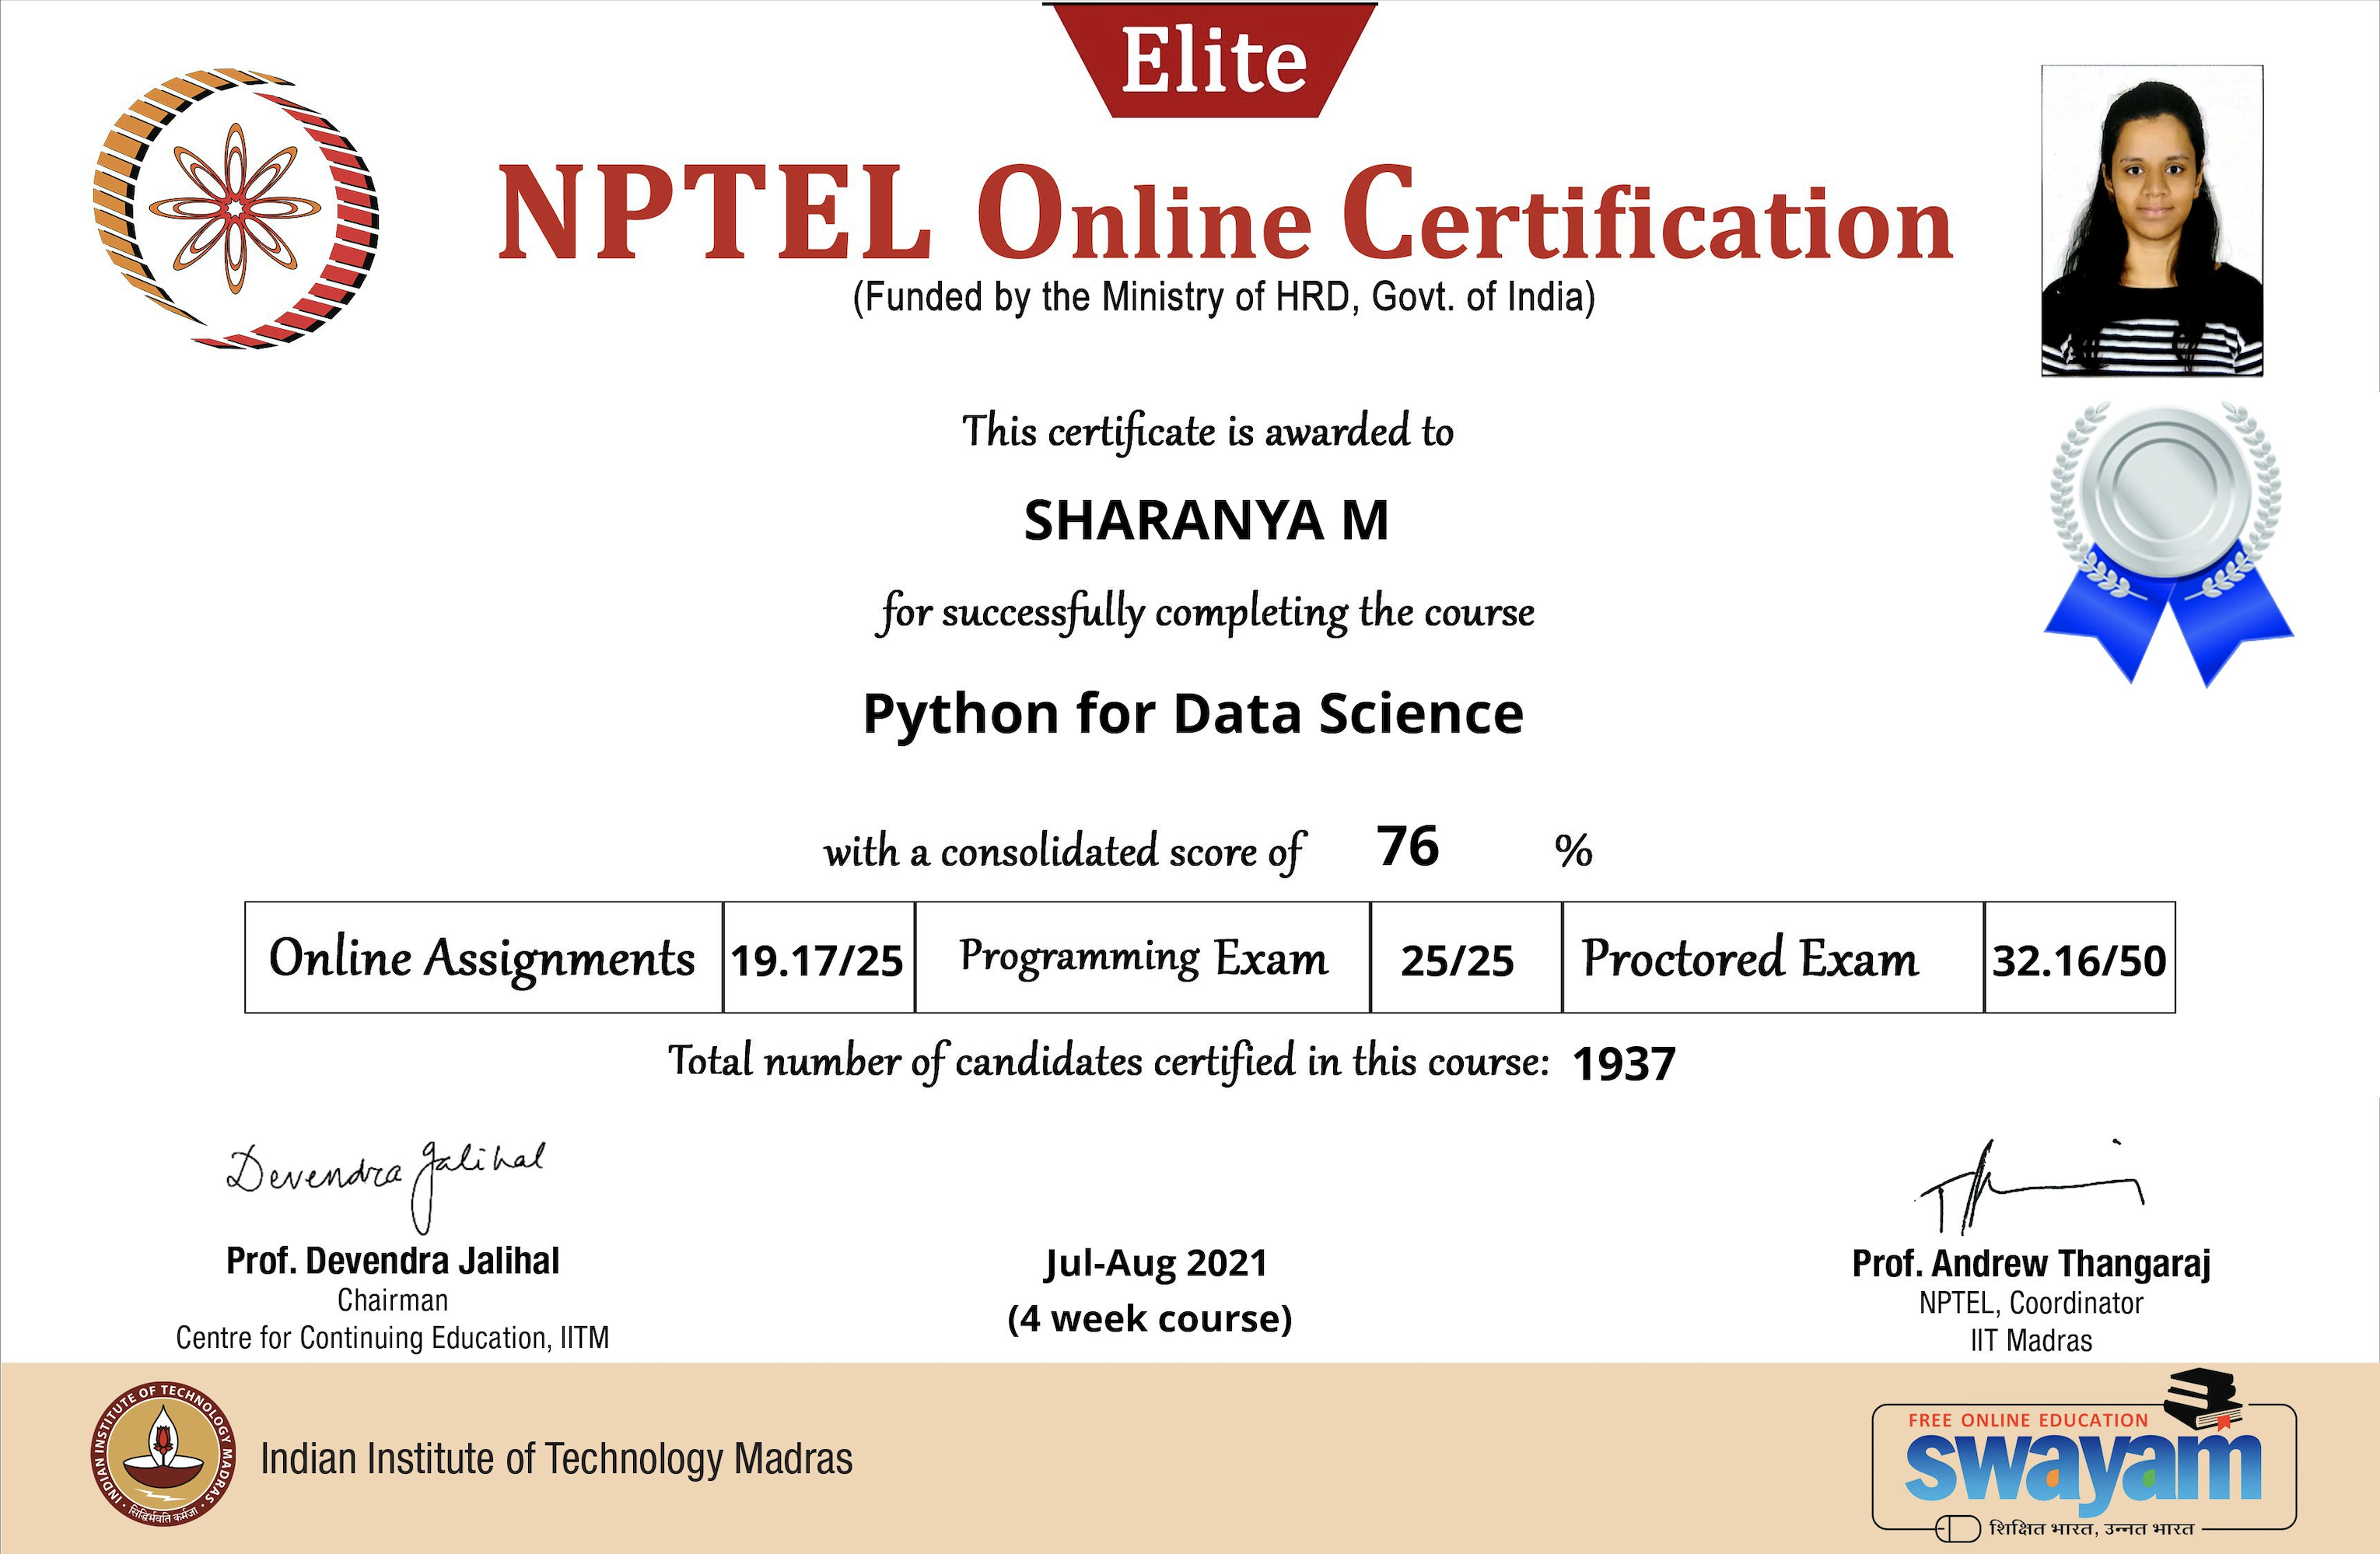 Elite
NPTEL Online Certification
(Funded by the Ministry of HRD, Govt. of India)
This certificate is awarded to
SHARANYA M
for successfully completing the course
Python for Data Science
with a consolidated score of 76 %
Online Assignments 19.17/25 Programming Exam 25/25 Proctored Exam 32.16/50
Total number of candidates certified in this course: 1937
Devendra Jalihal
Prof. Devendra Jalihal
Chairman
Centre for Continuing Education, IITM
Jul-Aug 2021
(4 week course)
Prof. Andrew Thangaraj
NPTEL, Coordinator
IIT Madras
INDIAN INSTITUTE OF TECHNOLOGY MADRAS
सिद्धिर्भवति कर्मजा
Indian Institute of Technology Madras
FREE ONLINE EDUCATION
swayam
शिक्षित भारत, उन्नत भारत